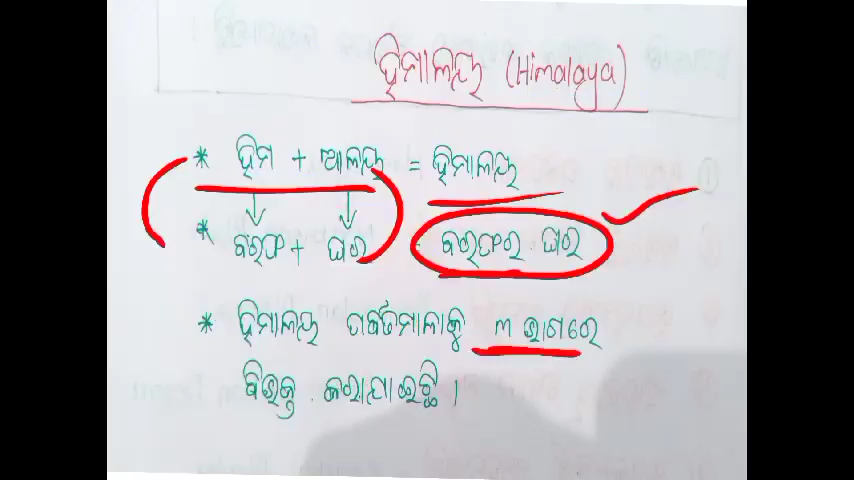 ହିମାଳୟ (Himalaya)
* ହିମ + ଆଳୟ = ହିମାଳୟ
* ବରଫ + ଘର = ବରଫର ଘର
* ହିମାଳୟ ପର୍ବତମାଳାକୁ ୩ ଭାଗରେ
ବିଭକ୍ତ କରାଯାଇଛି ।